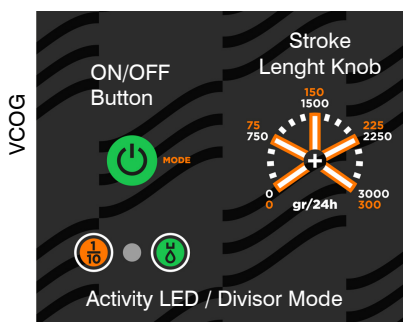 VCOG
ON/OFF
Button
MODE
Stroke
Lenght Knob
150
1500
75
750
225
2250
0
0
gr/24h
3000
300
1
10
Activity LED / Divisor Mode